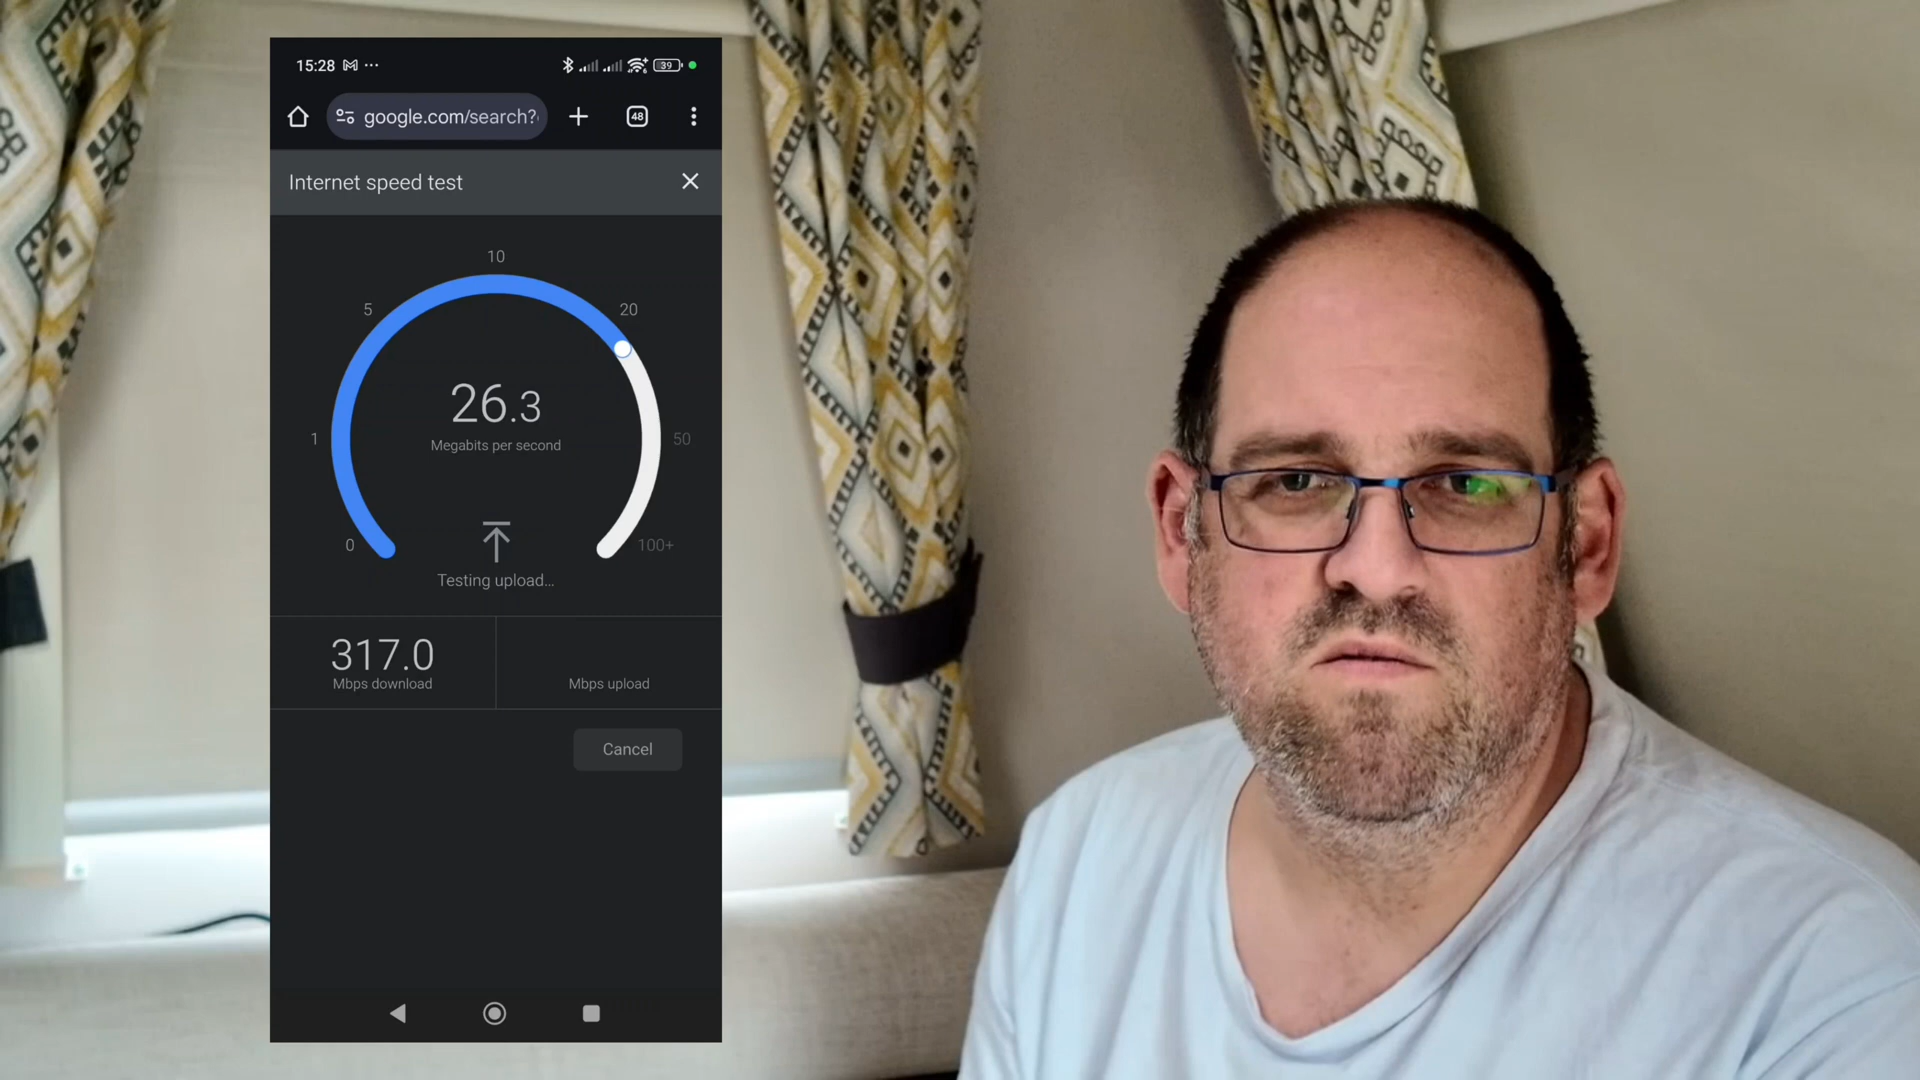 15:28 39
google.com/search? 48
Internet speed test
10
5 20
26.3
1 Megabits per second 50
0 100+
Testing upload...
317.0
Mbps download Mbps upload
Cancel